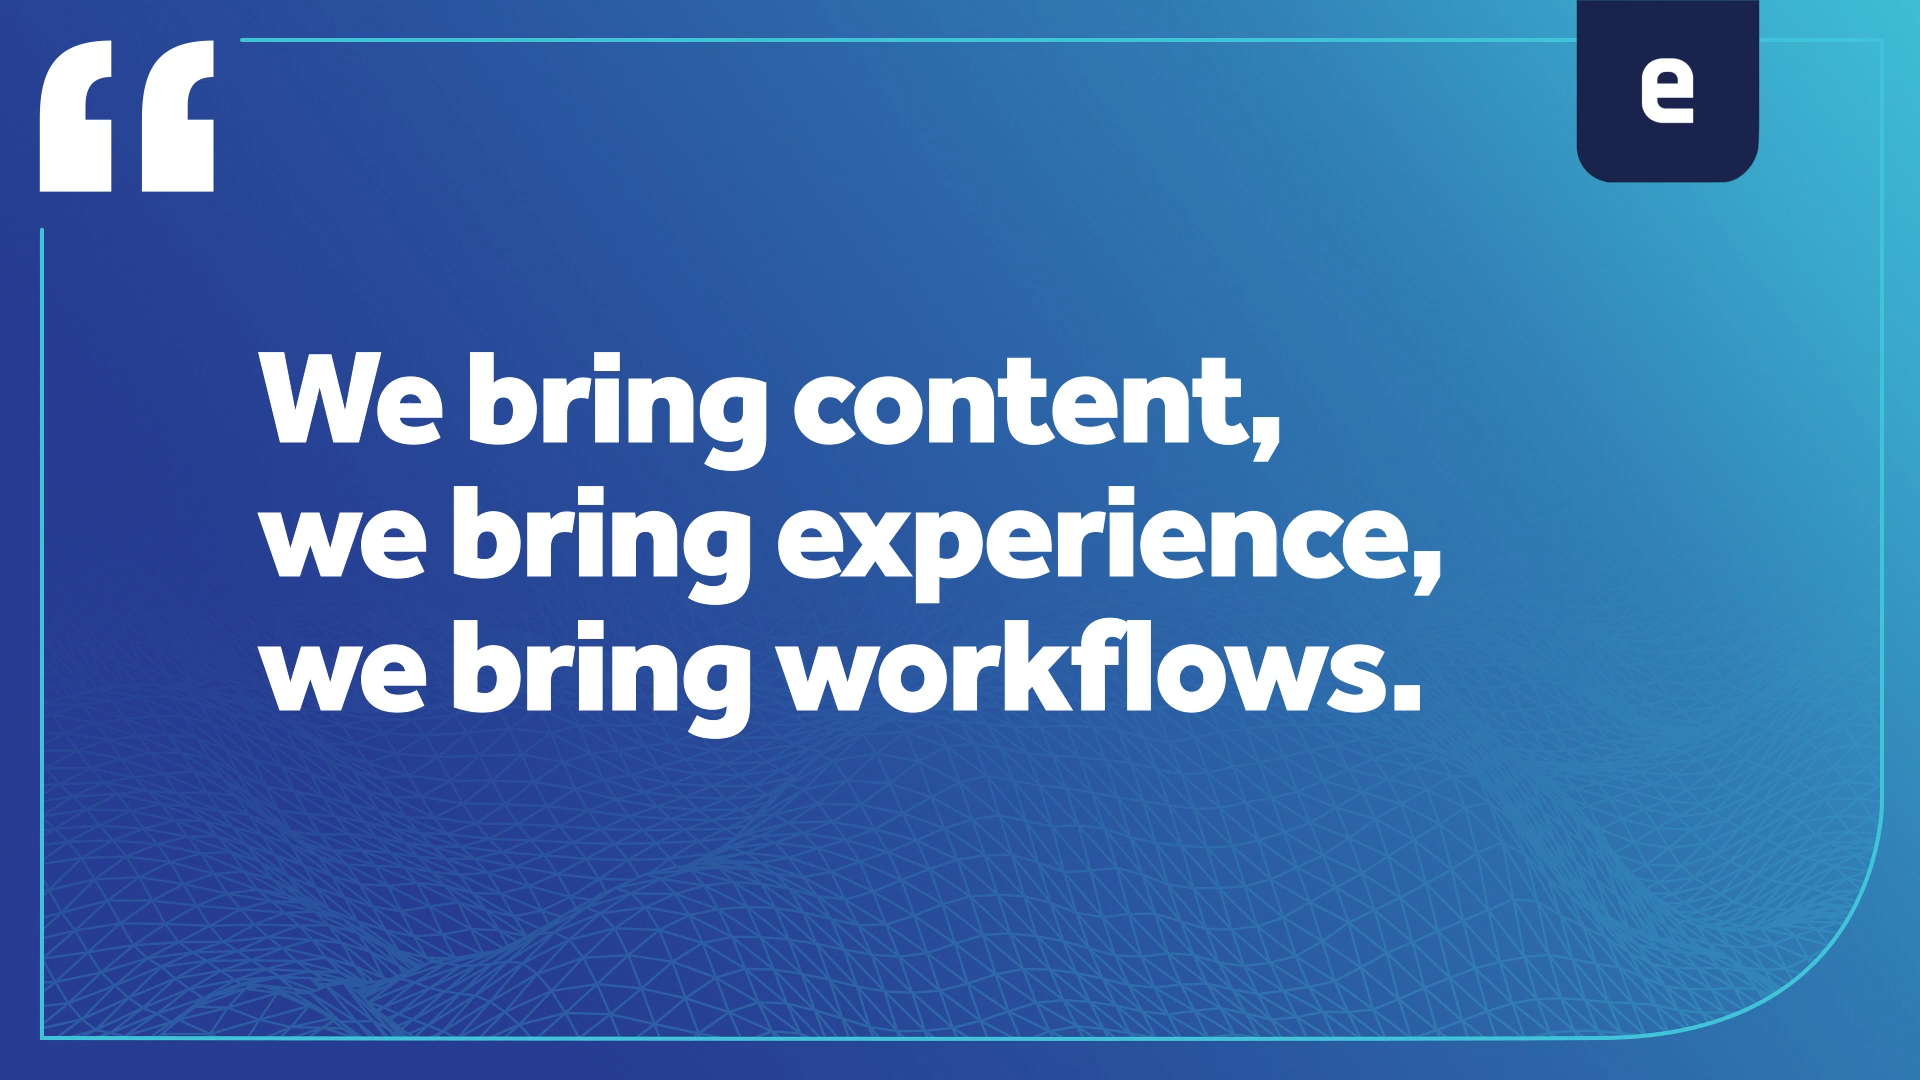 “
e
We bring content,
we bring experience,
we bring workflows.